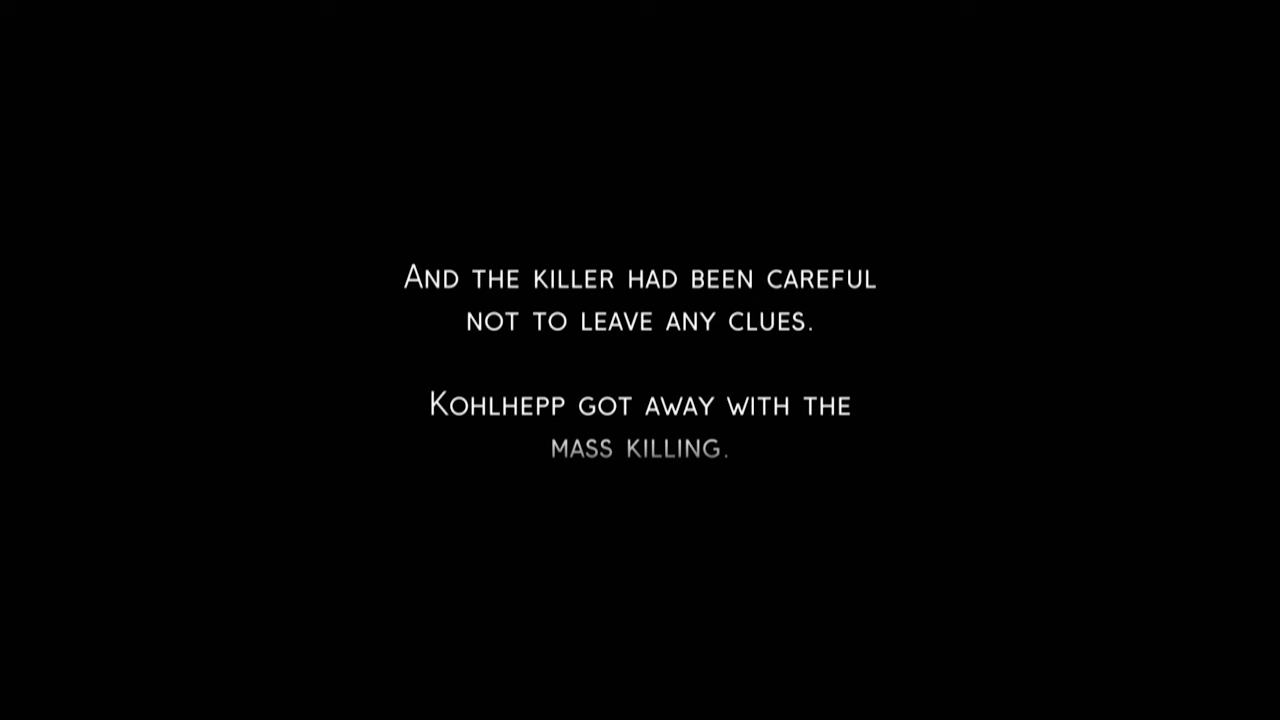 And the killer had been careful
not to leave any clues.
Kohlhepp got away with the
mass killing.